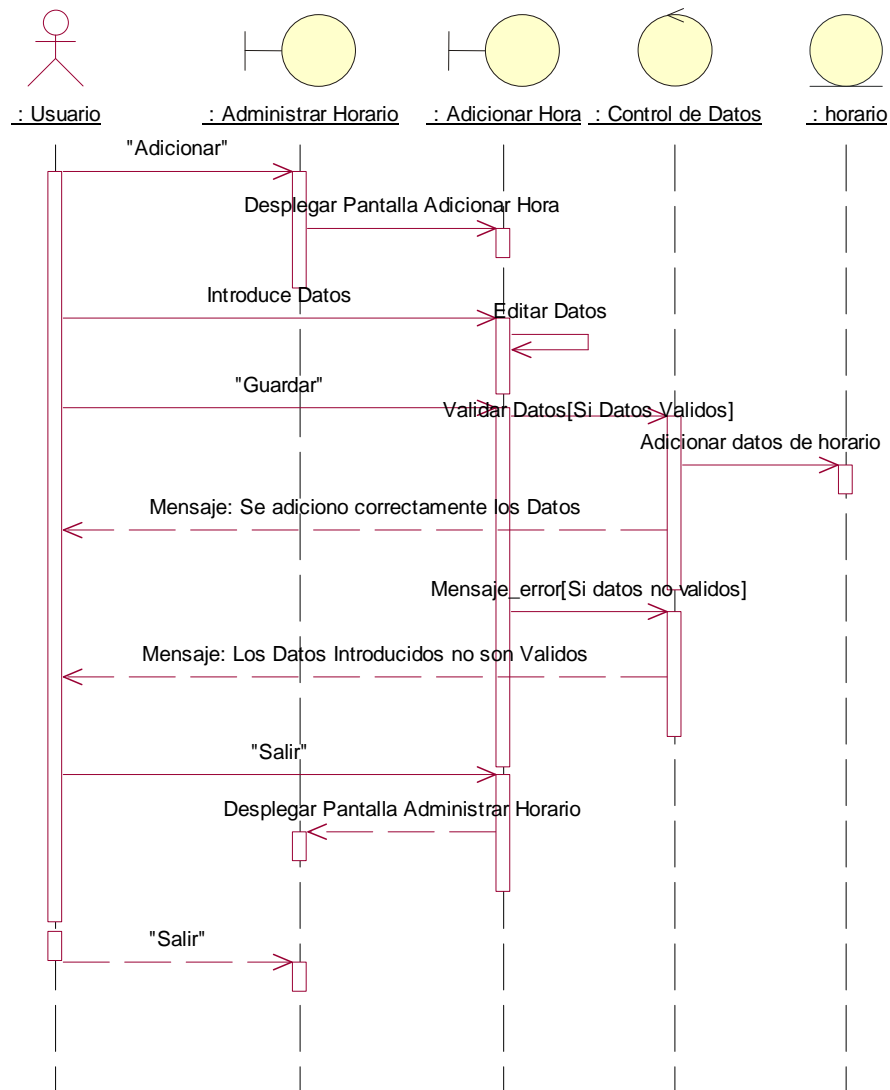 : Usuario
: Administrar Horario
: Adicionar Hora
: Control de Datos
: horario
"Adicionar"
Desplegar Pantalla Adicionar Hora
Introduce Datos
Editar Datos
"Guardar"
Validar Datos[Si Datos Validos]
Adicionar datos de horario
Mensaje: Se adiciono correctamente los Datos
Mensaje_error[Si datos no validos]
Mensaje: Los Datos Introducidos no son Validos
"Salir"
Desplegar Pantalla Administrar Horario
"Salir"